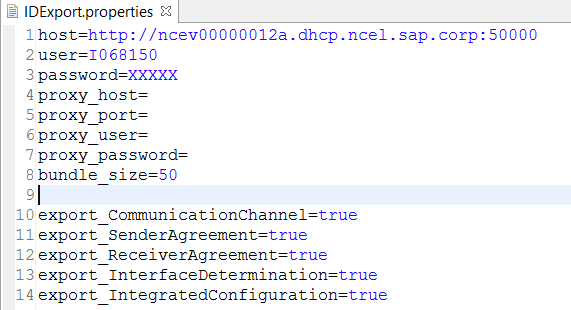 IDExport.properties
1 host=http://ncev00000012a.dhcp.ncel.sap.corp:50000
2 user=I068150
3 password=XXXXX
4 proxy_host=
5 proxy_port=
6 proxy_user=
7 proxy_password=
8 bundle_size=50
9
10 export_CommunicationChannel=true
11 export_SenderAgreement=true
12 export_ReceiverAgreement=true
13 export_InterfaceDetermination=true
14 export_IntegratedConfiguration=true